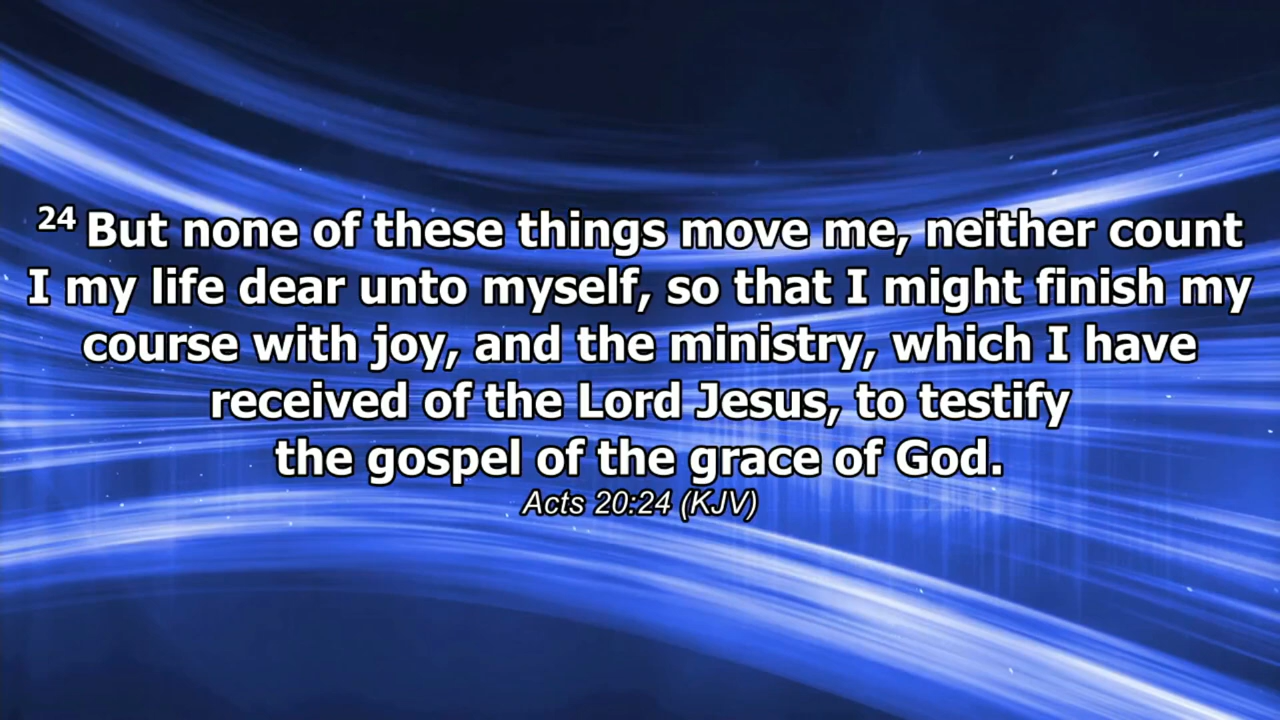 24 But none of these things move me, neither count
I my life dear unto myself, so that I might finish my
course with joy, and the ministry, which I have
received of the Lord Jesus, to testify
the gospel of the grace of God.
Acts 20:24 (KJV)